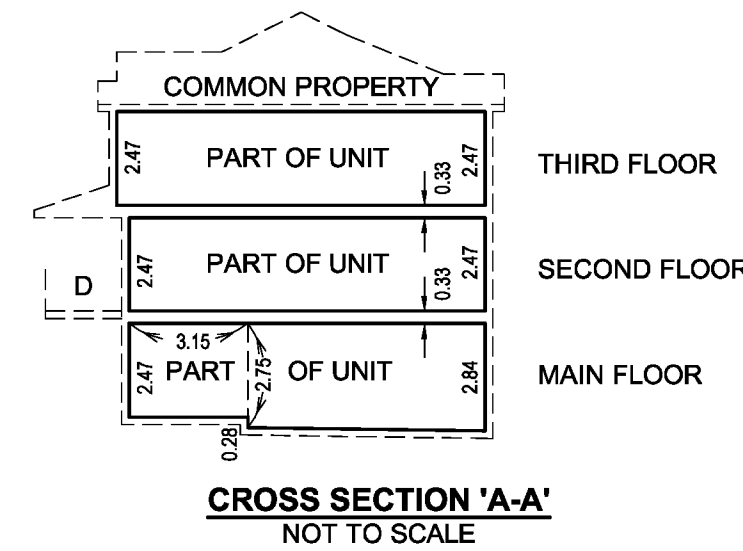 COMMON PROPERTY
2.47 PART OF UNIT 2.47 THIRD FLOOR
0.33
2.47 PART OF UNIT 2.47 SECOND FLOOR
D
0.33
3.15
2.47 PART 2.75 OF UNIT 2.84 MAIN FLOOR
0.28
CROSS SECTION 'A-A'
NOT TO SCALE